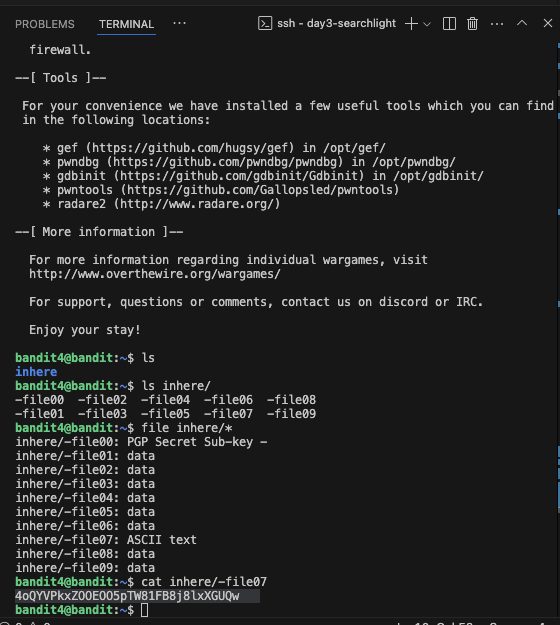 PROBLEMS TERMINAL ··· ssh - day3-searchlight
firewall.
--[ Tools ]--
For your convenience we have installed a few useful tools which you can find
in the following locations:
* gef (https://github.com/hugsy/gef) in /opt/gef/
* pwndbg (https://github.com/pwndbg/pwndbg) in /opt/pwndbg/
* gdbinit (https://github.com/gdbinit/Gdbinit) in /opt/gdbinit/
* pwntools (https://github.com/Gallopsled/pwntools)
* radare2 (http://www.radare.org/)
--[ More information ]--
For more information regarding individual wargames, visit
http://www.overthewire.org/wargames/
For support, questions or comments, contact us on discord or IRC.
Enjoy your stay!
bandit4@bandit:~$ ls
inhere
bandit4@bandit:~$ ls inhere/
-file00 -file02 -file04 -file06 -file08
-file01 -file03 -file05 -file07 -file09
bandit4@bandit:~$ file inhere/*
inhere/-file00: PGP Secret Sub-key -
inhere/-file01: data
inhere/-file02: data
inhere/-file03: data
inhere/-file04: data
inhere/-file05: data
inhere/-file06: data
inhere/-file07: ASCII text
inhere/-file08: data
inhere/-file09: data
bandit4@bandit:~$ cat inhere/-file07
4oQYVPkxZOOEOO5pTW81FB8j8lxXGUQw
bandit4@bandit:~$